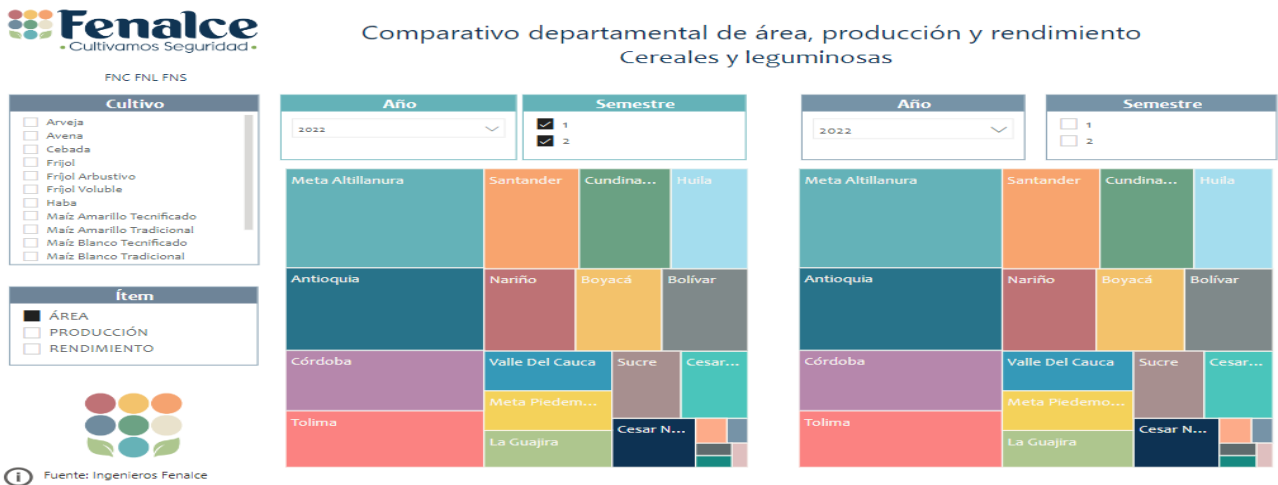 Fenalce
• Cultivamos Seguridad •
FNC FNL FNS
Comparativo departamental de área, producción y rendimiento
Cereales y leguminosas
Cultivo
Arveja
Avena
Cebada
Frijol
Fríjol Arbustivo
Fríjol Voluble
Haba
Maíz Amarillo Tecnificado
Maíz Amarillo Tradicional
Maíz Blanco Tecnificado
Maíz Blanco Tradicional
Ítem
ÁREA
PRODUCCIÓN
RENDIMIENTO
Fuente: Ingenieros Fenalce
Año
2022
Semestre
1
2
Meta Altillanura
Santander
Cundina...
Huila
Antioquia
Nariño
Boyacá
Bolívar
Córdoba
Valle Del Cauca
Sucre
Cesar...
Meta Piedem...
Tolima
La Guajira
Cesar N...
Año
2022
Semestre
1
2
Meta Altillanura
Santander
Cundina...
Huila
Antioquia
Nariño
Boyacá
Bolívar
Córdoba
Valle Del Cauca
Sucre
Cesar...
Meta Piedemo...
Tolima
La Guajira
Cesar N...